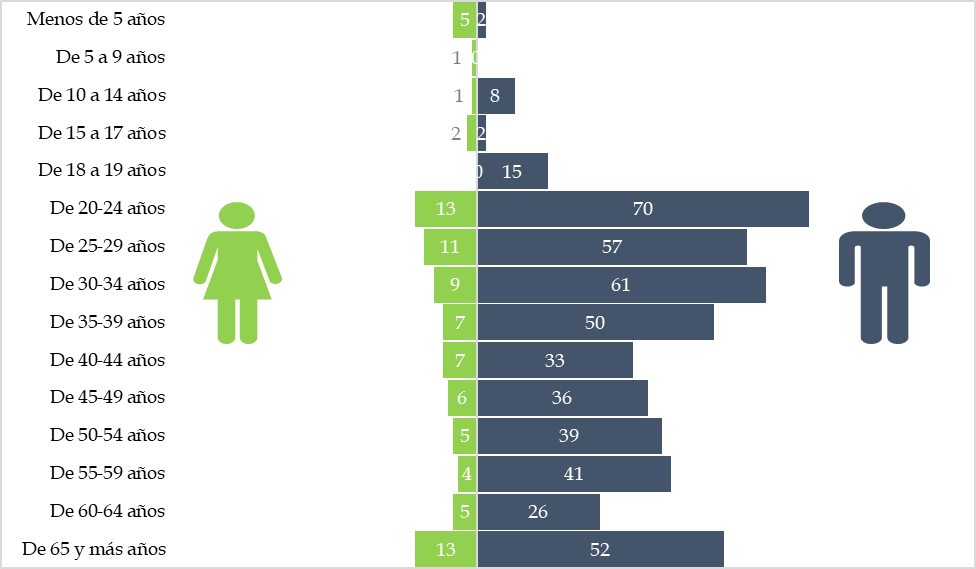 Menos de 5 años 5 2
De 5 a 9 años 1 0
De 10 a 14 años 1 8
De 15 a 17 años 2 2
De 18 a 19 años 0 15
De 20-24 años 13 70
De 25-29 años 11 57
De 30-34 años 9 61
De 35-39 años 7 50
De 40-44 años 7 33
De 45-49 años 6 36
De 50-54 años 5 39
De 55-59 años 4 41
De 60-64 años 5 26
De 65 y más años 13 52